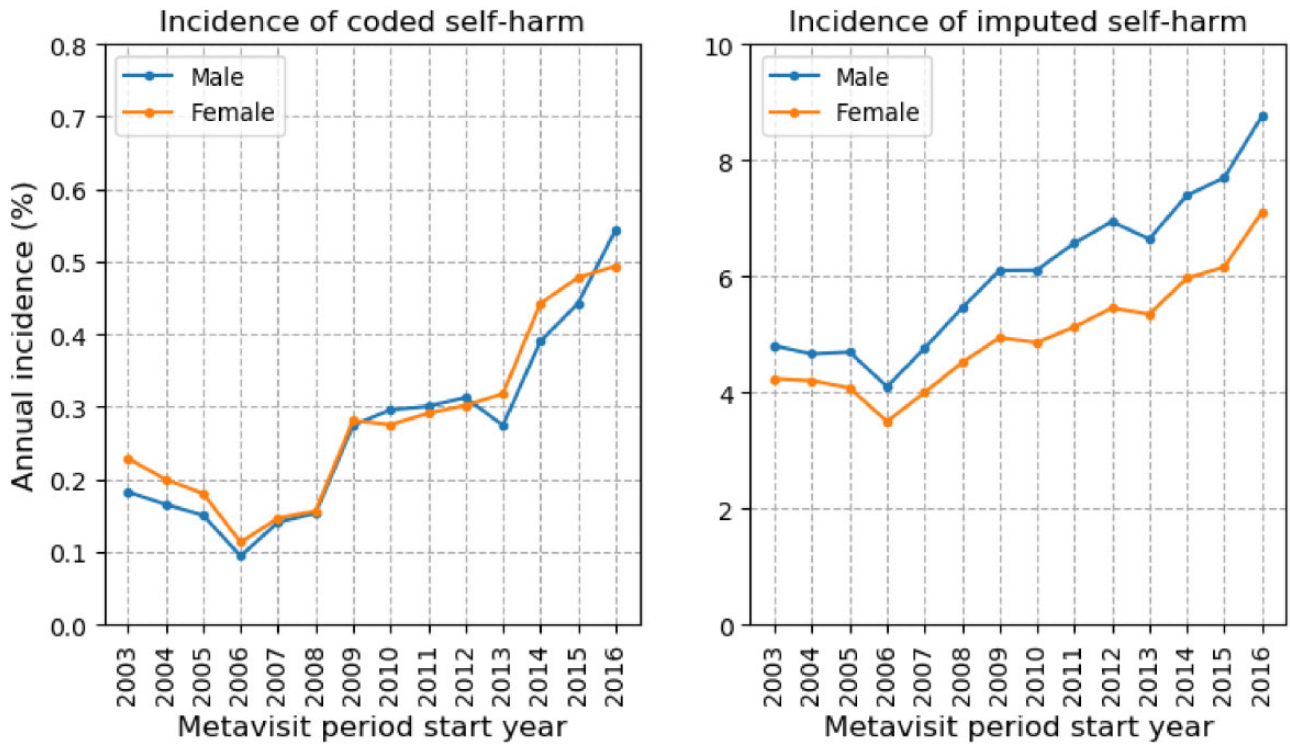 Incidence of coded self-harm
Male
Female
Annual incidence (%)
0.8
0.7
0.6
0.5
0.4
0.3
0.2
0.1
0.0
2003 2004 2005 2006 2007 2008 2009 2010 2011 2012 2013 2014 2015 2016
Metavisit period start year
Incidence of imputed self-harm
Male
Female
10
8
6
4
2
0
2003 2004 2005 2006 2007 2008 2009 2010 2011 2012 2013 2014 2015 2016
Metavisit period start year